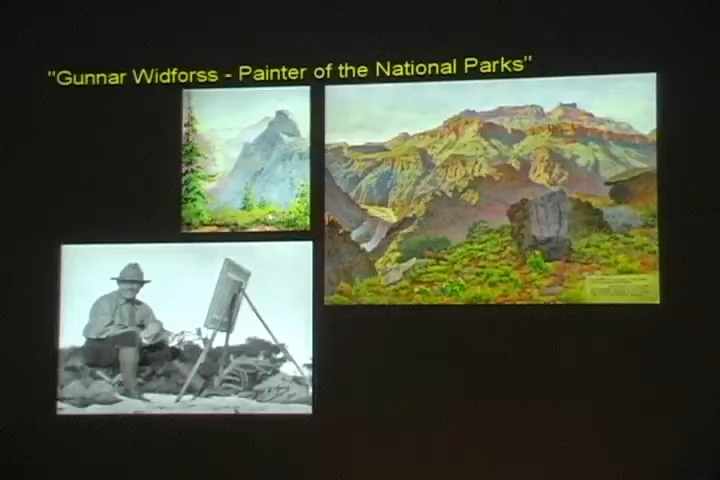 "Gunnar Widforss - Painter of the National Parks"